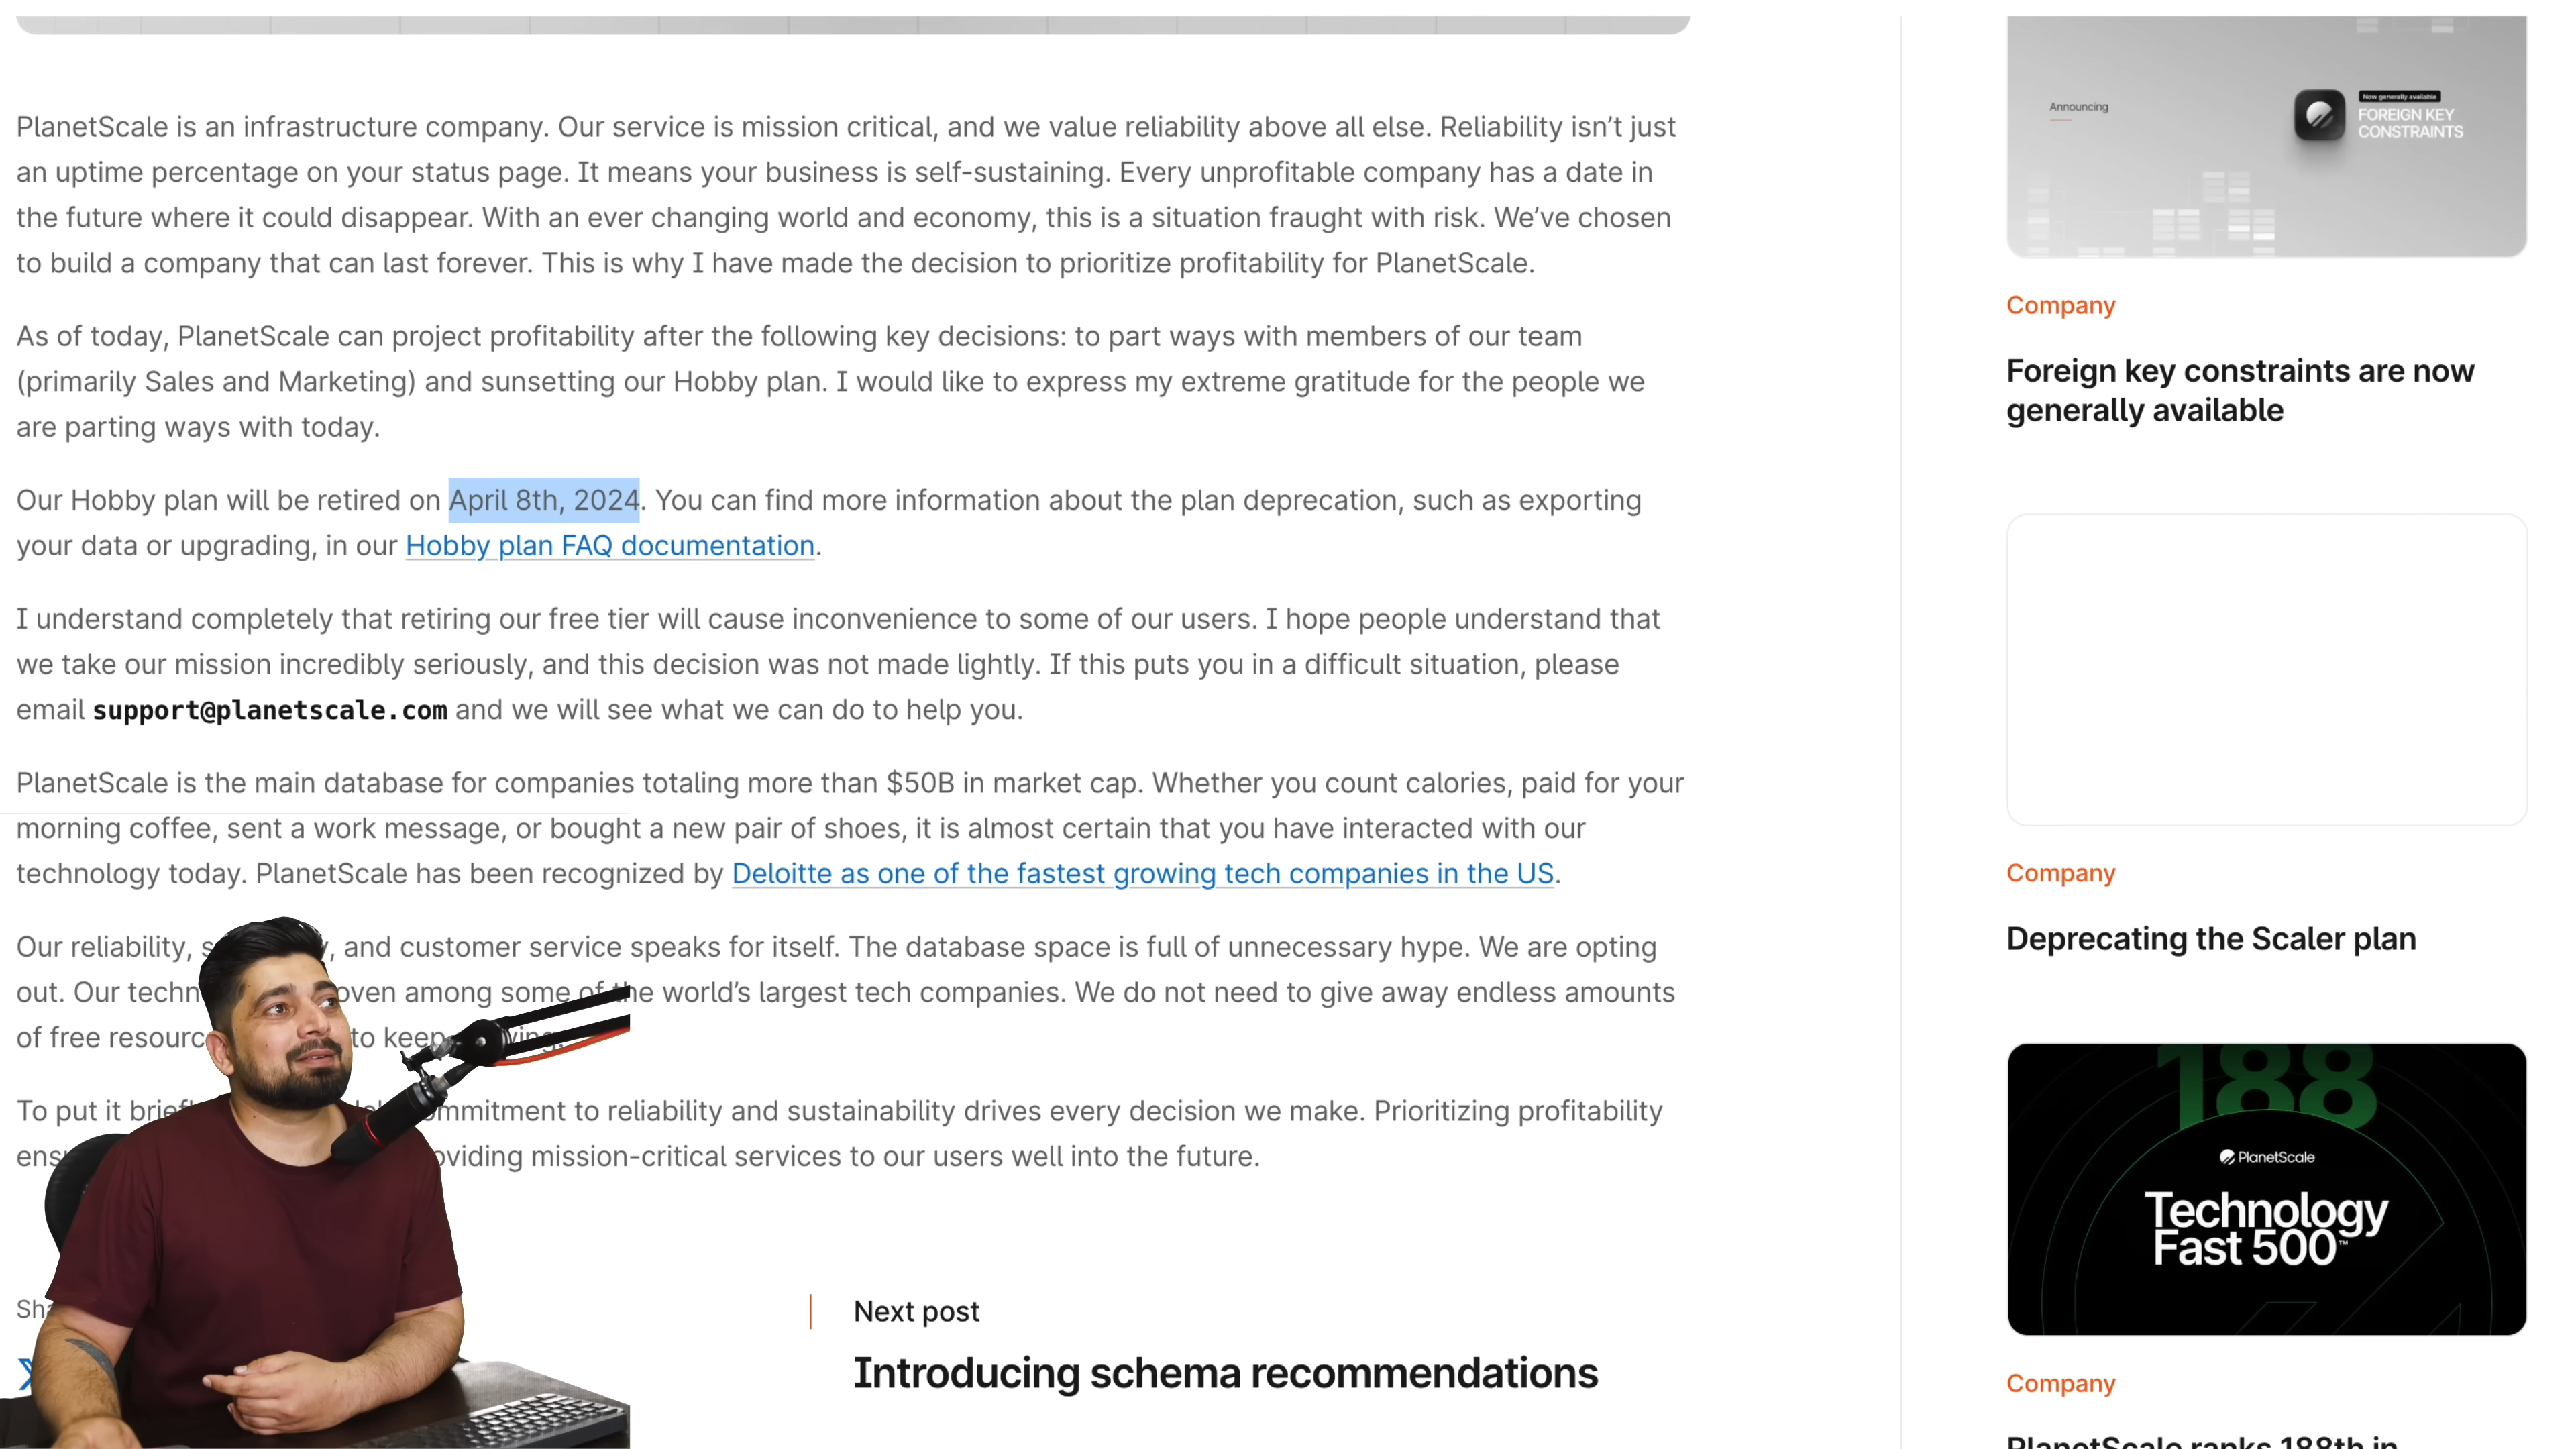 PlanetScale is an infrastructure company. Our service is mission critical, and we value reliability above all else. Reliability isn’t just
an uptime percentage on your status page. It means your business is self-sustaining. Every unprofitable company has a date in
the future where it could disappear. With an ever changing world and economy, this is a situation fraught with risk. We’ve chosen
to build a company that can last forever. This is why I have made the decision to prioritize profitability for PlanetScale.
As of today, PlanetScale can project profitability after the following key decisions: to part ways with members of our team
(primarily Sales and Marketing) and sunsetting our Hobby plan. I would like to express my extreme gratitude for the people we
are parting ways with today.
Our Hobby plan will be retired on April 8th, 2024. You can find more information about the plan deprecation, such as exporting
your data or upgrading, in our Hobby plan FAQ documentation.
I understand completely that retiring our free tier will cause inconvenience to some of our users. I hope people understand that
we take our mission incredibly seriously, and this decision was not made lightly. If this puts you in a difficult situation, please
email support@planetscale.com and we will see what we can do to help you.
PlanetScale is the main database for companies totaling more than $50B in market cap. Whether you count calories, paid for your
morning coffee, sent a work message, or bought a new pair of shoes, it is almost certain that you have interacted with our
technology today. PlanetScale has been recognized by Deloitte as one of the fastest growing tech companies in the US.
Our reliability, and customer service speaks for itself. The database space is full of unnecessary hype. We are opting
out. Our among some of the world’s largest tech companies. We do not need to give away endless amounts
of free to keep
To put it to reliability and sustainability drives every decision we make. Prioritizing profitability
mission-critical services to our users well into the future.
Next post
Introducing schema recommendations
Announcing
Now generally available
FOREIGN KEY
CONSTRAINTS
Company
Foreign key constraints are now
generally available
Company
Deprecating the Scaler plan
188
PlanetScale
Technology
Fast 500™
Company
PlanetScale ranks 188th in